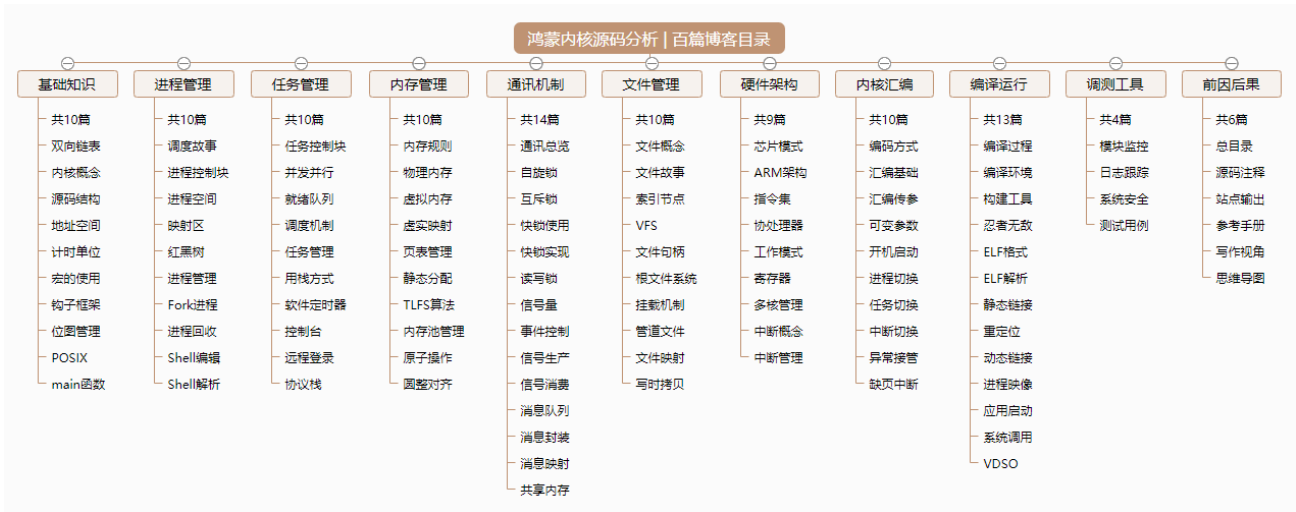 鸿蒙内核源码分析 | 百篇博客目录
基础知识
共10篇
双向链表
内核概念
源码结构
地址空间
计时单位
宏的使用
钩子框架
位图管理
POSIX
main函数
进程管理
共10篇
调度故事
进程控制块
进程空间
映射区
红黑树
进程管理
Fork进程
进程回收
Shell编辑
Shell解析
任务管理
共10篇
任务控制块
并发并行
就绪队列
调度机制
任务管理
用栈方式
软件定时器
控制台
远程登录
协议栈
内存管理
共10篇
内存规则
物理内存
虚拟内存
虚实映射
页表管理
静态分配
TLFS算法
内存池管理
原子操作
圆整对齐
通讯机制
共14篇
通讯总览
自旋锁
互斥锁
快锁使用
快锁实现
读写锁
信号量
事件控制
信号生产
信号消费
消息队列
消息封装
消息映射
共享内存
文件管理
共10篇
文件概念
文件故事
索引节点
VFS
文件句柄
根文件系统
挂载机制
管道文件
文件映射
写时拷贝
硬件架构
共9篇
芯片模式
ARM架构
指令集
协处理器
工作模式
寄存器
多核管理
中断概念
中断管理
内核汇编
共10篇
编码方式
汇编基础
汇编传参
可变参数
开机启动
进程切换
任务切换
中断切换
异常接管
缺页中断
编译运行
共13篇
编译过程
编译环境
构建工具
忍者无敌
ELF格式
ELF解析
静态链接
重定位
动态链接
进程映像
应用启动
系统调用
VDSO
调测工具
共4篇
模块监控
日志跟踪
系统安全
测试用例
前因后果
共6篇
总目录
源码注释
站点输出
参考手册
写作视角
思维导图